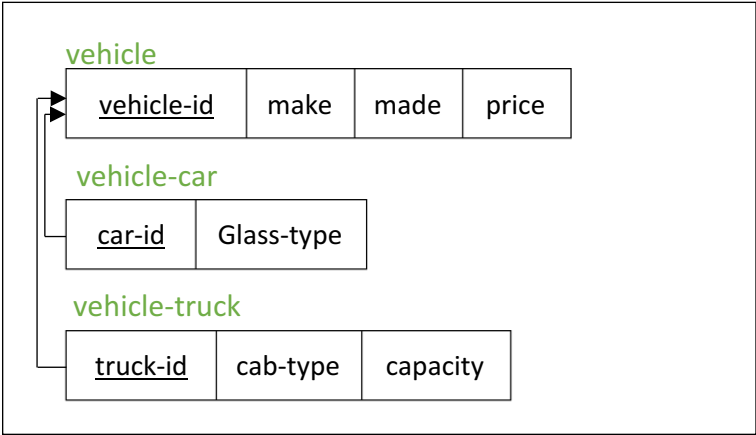 vehicle
vehicle-id make made price
vehicle-car
car-id Glass-type
vehicle-truck
truck-id cab-type capacity